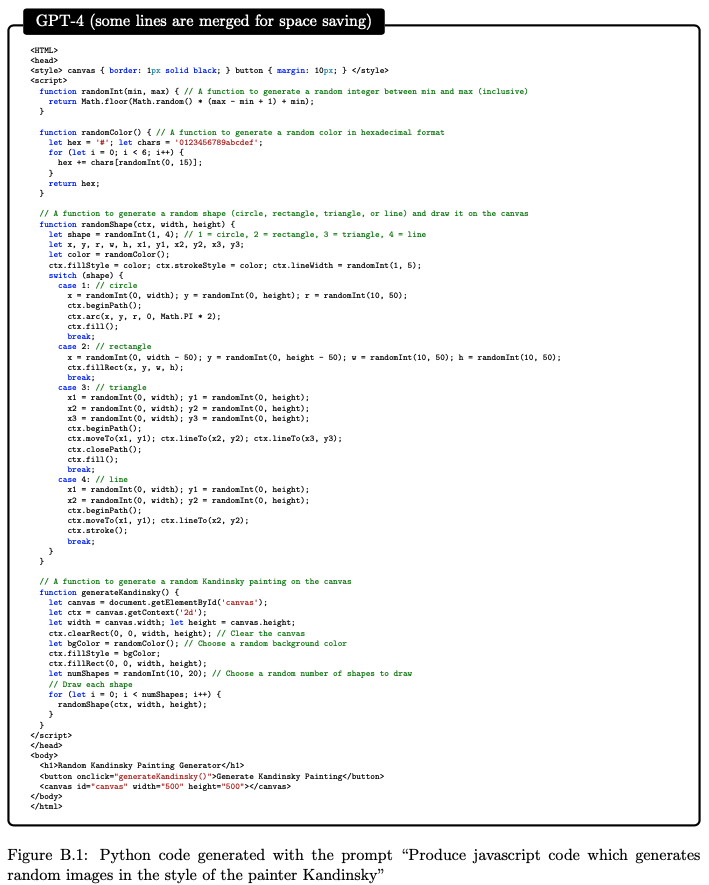 GPT-4 (some lines are merged for space saving)
<HTML>
<head>
<style> canvas { border: 1px solid black; } button { margin: 10px; } </style>
<script>
function randomInt(min, max) { // A function to generate a random integer between min and max (inclusive)
return Math.floor(Math.random() * (max - min + 1) + min);
}
function randomColor() { // A function to generate a random color in hexadecimal format
let hex = '#'; let chars = '0123456789abcdef';
for (let i = 0; i < 6; i++) {
hex += chars[randomInt(0, 15)];
}
return hex;
}
// A function to generate a random shape (circle, rectangle, triangle, or line) and draw it on the canvas
function randomShape(ctx, width, height) {
let shape = randomInt(1, 4); // 1 = circle, 2 = rectangle, 3 = triangle, 4 = line
let x, y, r, w, h, x1, y1, x2, y2, x3, y3;
let color = randomColor();
ctx.fillStyle = color; ctx.strokeStyle = color; ctx.lineWidth = randomInt(1, 5);
switch (shape) {
case 1: // circle
x = randomInt(0, width); y = randomInt(0, height); r = randomInt(10, 50);
ctx.beginPath();
ctx.arc(x, y, r, 0, Math.PI * 2);
ctx.fill();
break;
case 2: // rectangle
x = randomInt(0, width - 50); y = randomInt(0, height - 50); w = randomInt(10, 50); h = randomInt(10, 50);
ctx.fillRect(x, y, w, h);
break;
case 3: // triangle
x1 = randomInt(0, width); y1 = randomInt(0, height);
x2 = randomInt(0, width); y2 = randomInt(0, height);
x3 = randomInt(0, width); y3 = randomInt(0, height);
ctx.beginPath();
ctx.moveTo(x1, y1); ctx.lineTo(x2, y2); ctx.lineTo(x3, y3);
ctx.closePath();
ctx.fill();
break;
case 4: // line
x1 = randomInt(0, width); y1 = randomInt(0, height);
x2 = randomInt(0, width); y2 = randomInt(0, height);
ctx.beginPath();
ctx.moveTo(x1, y1); ctx.lineTo(x2, y2);
ctx.stroke();
break;
}
}
// A function to generate a random Kandinsky painting on the canvas
function generateKandinsky() {
let canvas = document.getElementById('canvas');
let ctx = canvas.getContext('2d');
let width = canvas.width; let height = canvas.height;
ctx.clearRect(0, 0, width, height); // Clear the canvas
let bgColor = randomColor(); // Choose a random background color
ctx.fillStyle = bgColor;
ctx.fillRect(0, 0, width, height);
let numShapes = randomInt(10, 20); // Choose a random number of shapes to draw
// Draw each shape
for (let i = 0; i < numShapes; i++) {
randomShape(ctx, width, height);
}
}
</script>
</head>
<body>
<h1>Random Kandinsky Painting Generator</h1>
<button onclick="generateKandinsky()">Generate Kandinsky Painting</button>
<canvas id="canvas" width="500" height="500"></canvas>
</body>
</html>
Figure B.1: Python code generated with the prompt “Produce javascript code which generates
random images in the style of the painter Kandinsky”